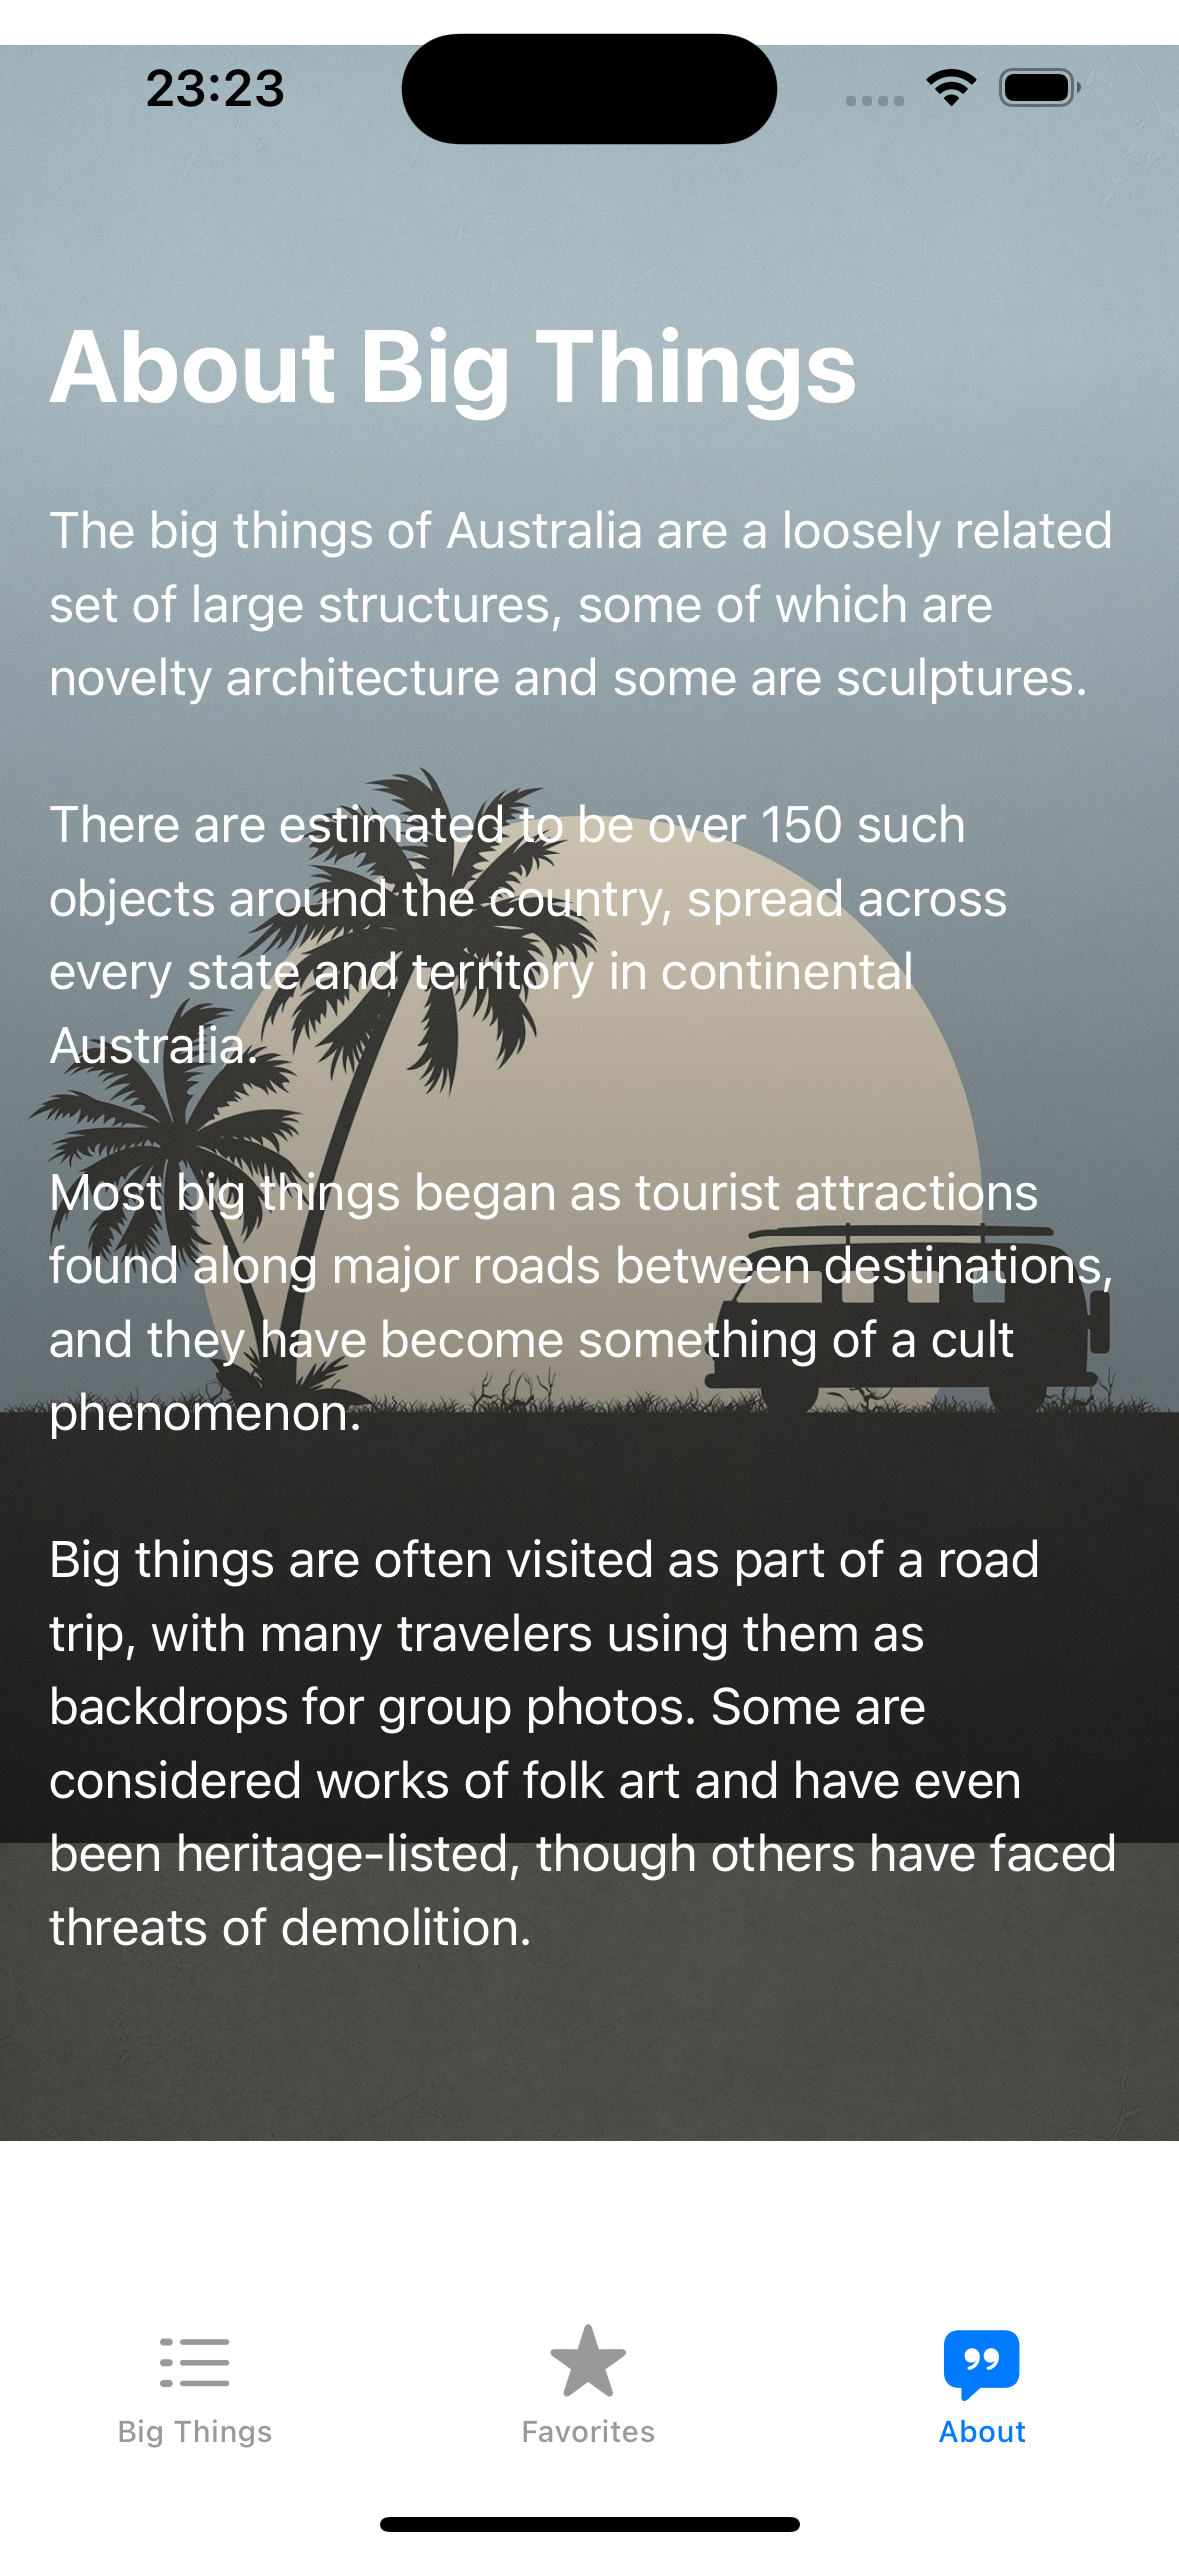 23:23
About Big Things
The big things of Australia are a loosely related
set of large structures, some of which are
novelty architecture and some are sculptures.
There are estimated to be over 150 such
objects around the country, spread across
every state and territory in continental
Australia.
Most big things began as tourist attractions
found along major roads between destinations,
and they have become something of a cult
phenomenon.
Big things are often visited as part of a road
trip, with many travelers using them as
backdrops for group photos. Some are
considered works of folk art and have even
been heritage-listed, though others have faced
threats of demolition.
Big Things
Favorites
About